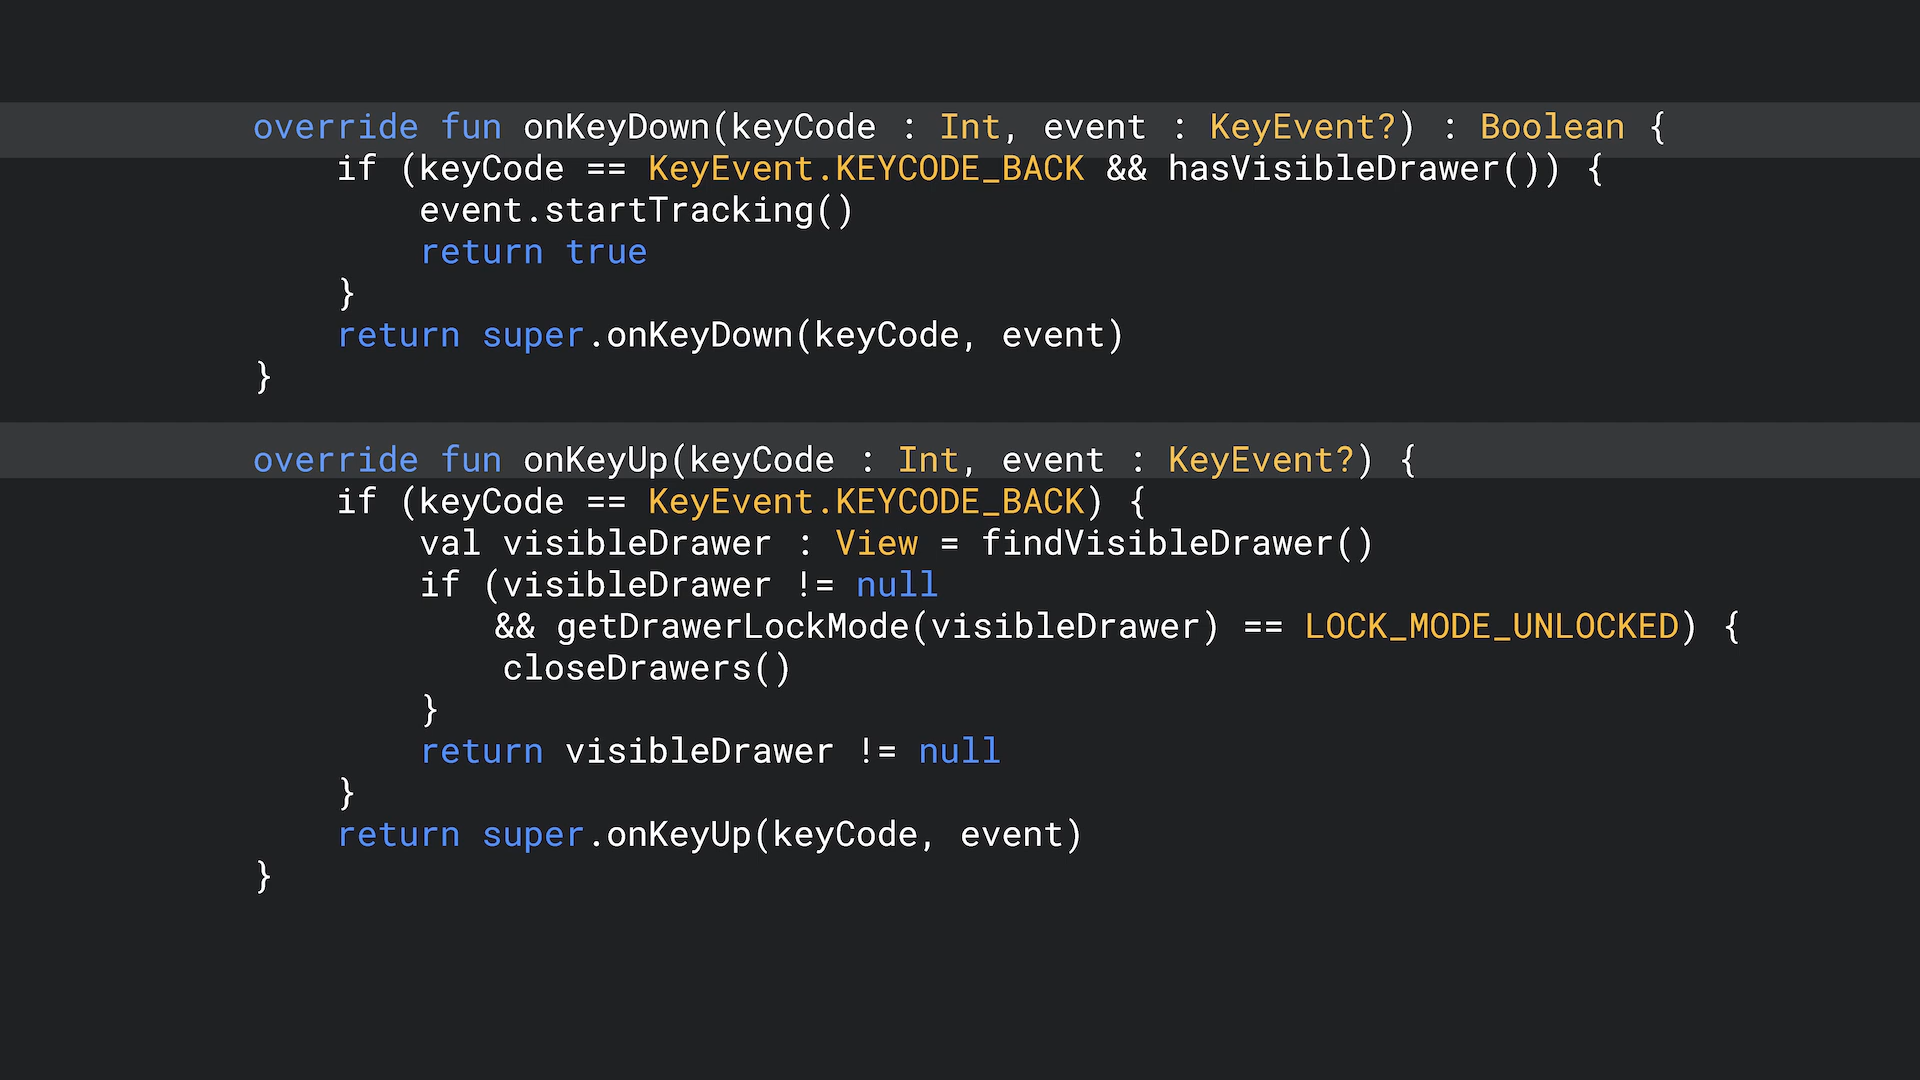 override fun onKeyDown(keyCode : Int, event : KeyEvent?) : Boolean {
    if (keyCode == KeyEvent.KEYCODE_BACK && hasVisibleDrawer()) {
        event.startTracking()
        return true
    }
    return super.onKeyDown(keyCode, event)
}
override fun onKeyUp(keyCode : Int, event : KeyEvent?) {
    if (keyCode == KeyEvent.KEYCODE_BACK) {
        val visibleDrawer : View = findVisibleDrawer()
        if (visibleDrawer != null
            && getDrawerLockMode(visibleDrawer) == LOCK_MODE_UNLOCKED) {
            closeDrawers()
        }
        return visibleDrawer != null
    }
    return super.onKeyUp(keyCode, event)
}